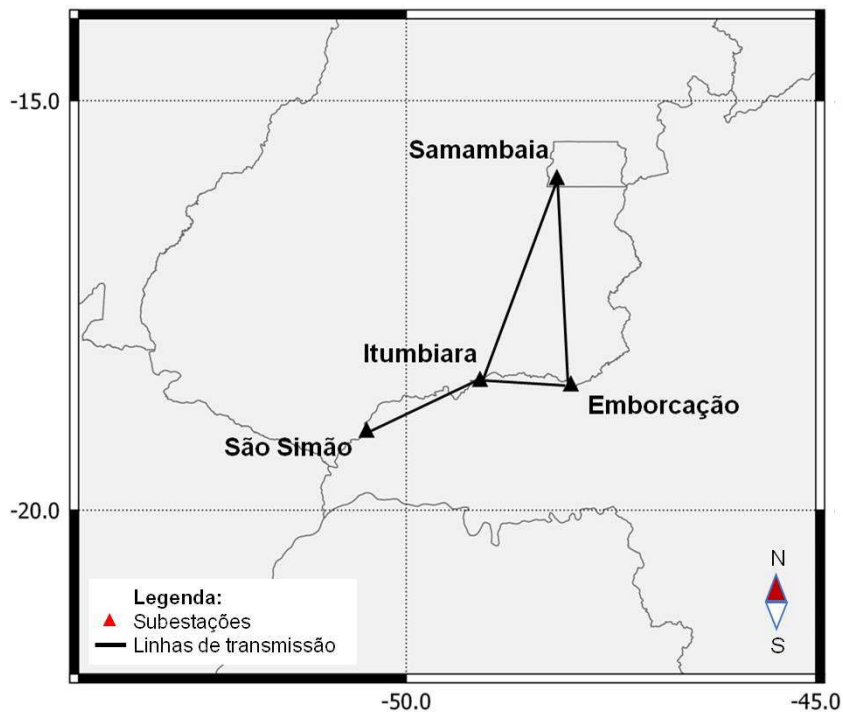 -15.0
Samambaia
Itumbiara
Emborcação
São Simão
-20.0
Legenda:
Subestações
Linhas de transmissão
N
S
-50.0
-45.0